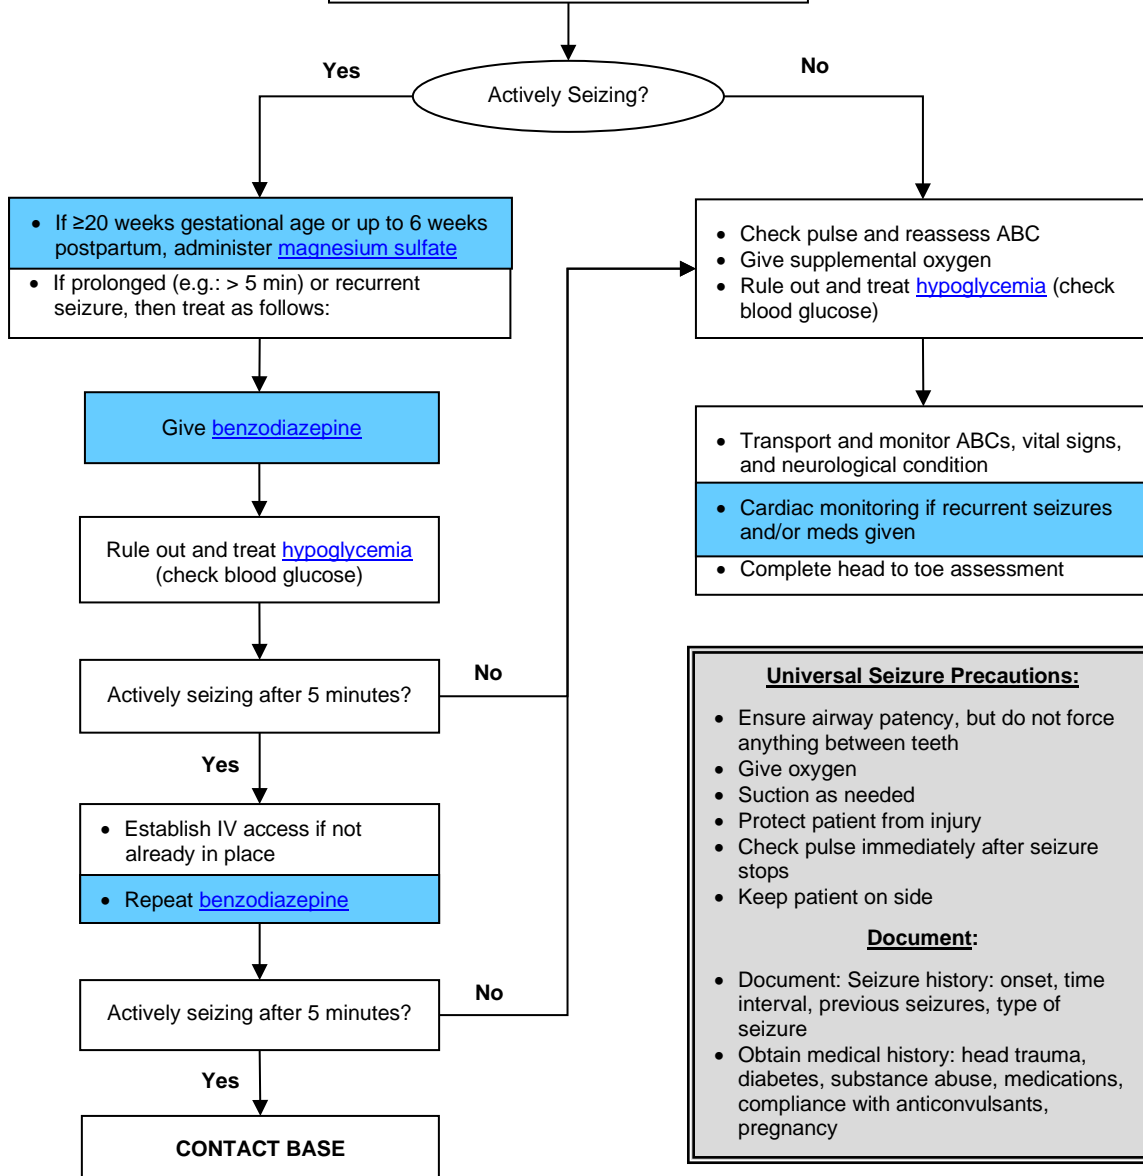 Yes
No
Actively Seizing?
• If ≥20 weeks gestational age or up to 6 weeks
postpartum, administer magnesium sulfate
• If prolonged (e.g.: > 5 min) or recurrent
seizure, then treat as follows:
Give benzodiazepine
Rule out and treat hypoglycemia
(check blood glucose)
Actively seizing after 5 minutes?
No
Yes
• Establish IV access if not
already in place
• Repeat benzodiazepine
Actively seizing after 5 minutes?
No
Yes
CONTACT BASE
• Check pulse and reassess ABC
• Give supplemental oxygen
• Rule out and treat hypoglycemia (check
blood glucose)
• Transport and monitor ABCs, vital signs,
and neurological condition
• Cardiac monitoring if recurrent seizures
and/or meds given
• Complete head to toe assessment
Universal Seizure Precautions:
• Ensure airway patency, but do not force
anything between teeth
• Give oxygen
• Suction as needed
• Protect patient from injury
• Check pulse immediately after seizure
stops
• Keep patient on side
Document:
• Document: Seizure history: onset, time
interval, previous seizures, type of
seizure
• Obtain medical history: head trauma,
diabetes, substance abuse, medications,
compliance with anticonvulsants,
pregnancy